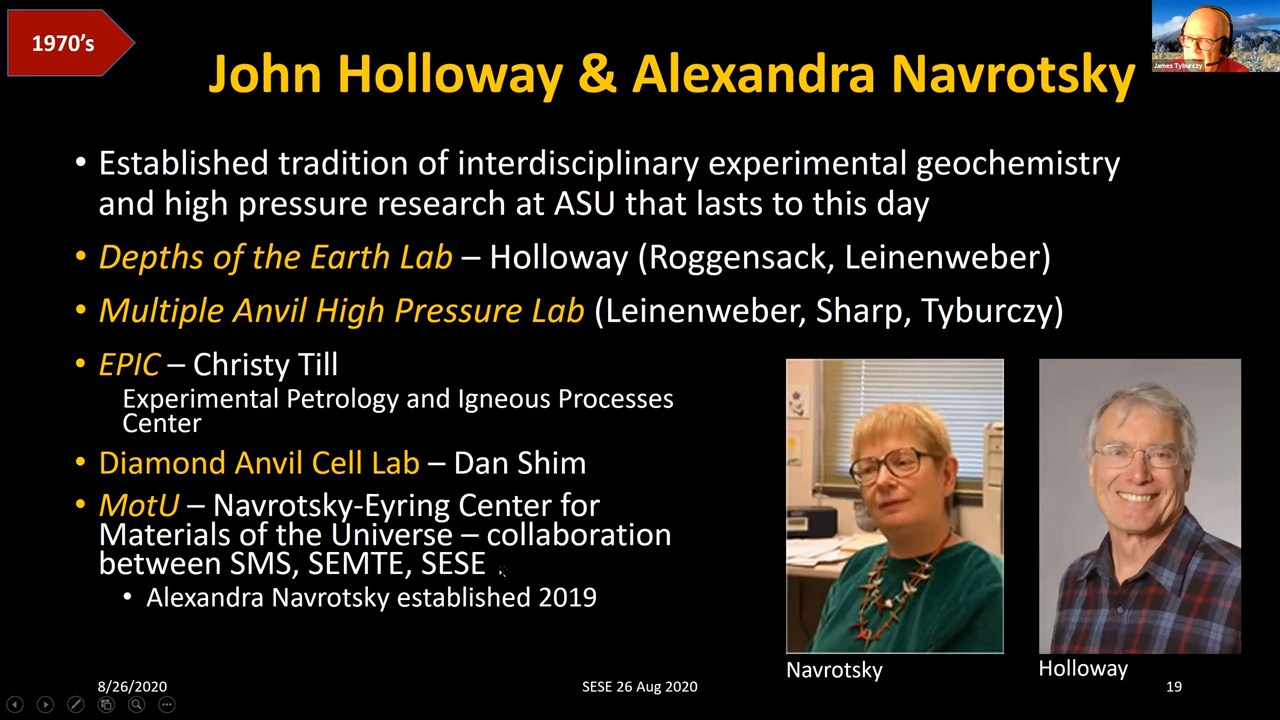 1970's
James Tyburczy
John Holloway & Alexandra Navrotsky
• Established tradition of interdisciplinary experimental geochemistry
and high pressure research at ASU that lasts to this day
• Depths of the Earth Lab – Holloway (Roggensack, Leinenweber)
• Multiple Anvil High Pressure Lab (Leinenweber, Sharp, Tyburczy)
• EPIC – Christy Till
Experimental Petrology and Igneous Processes
Center
• Diamond Anvil Cell Lab – Dan Shim
• MotU – Navrotsky-Eyring Center for
Materials of the Universe – collaboration
between SMS, SEMTE, SESE
• Alexandra Navrotsky established 2019
Navrotsky
Holloway
8/26/2020
SESE 26 Aug 2020
19